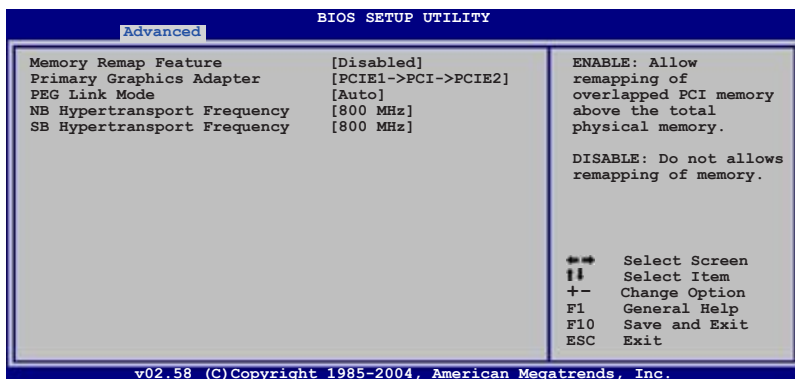 BIOS SETUP UTILITY
Advanced
Memory Remap Feature [Disabled]
Primary Graphics Adapter [PCIE1->PCI->PCIE2]
PEG Link Mode [Auto]
NB Hypertransport Frequency [800 MHz]
SB Hypertransport Frequency [800 MHz]
ENABLE: Allow
remapping of
overlapped PCI memory
above the total
physical memory.
DISABLE: Do not allows
remapping of memory.
←→ Select Screen
↑↓ Select Item
+- Change Option
F1 General Help
F10 Save and Exit
ESC Exit
v02.58 (C)Copyright 1985-2004, American Megatrends, Inc.